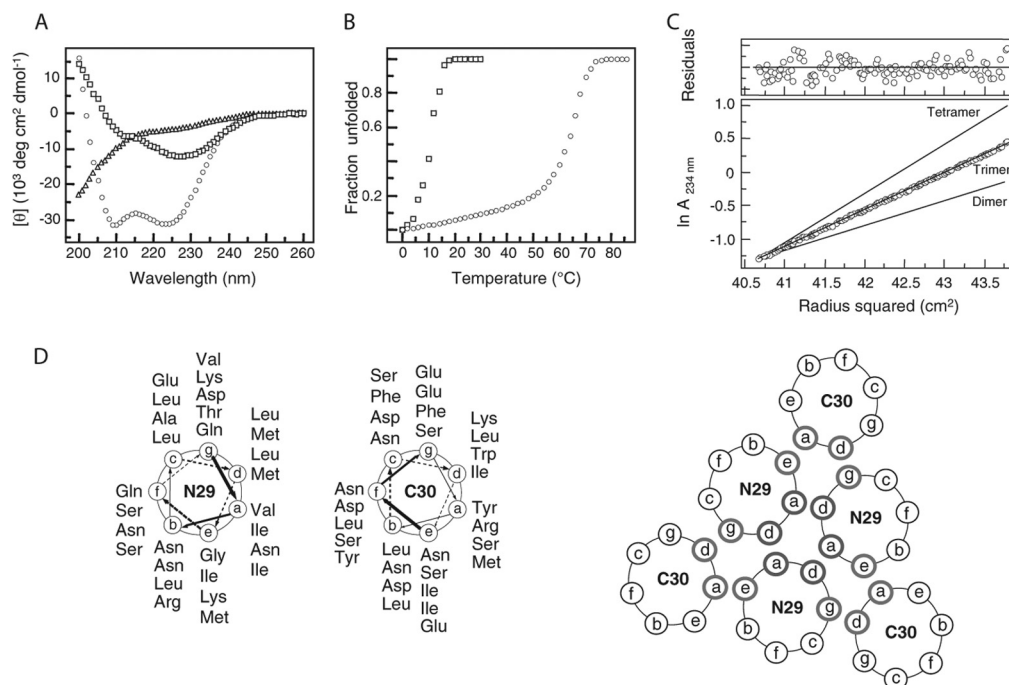 A
B
C
[θ] (10³ deg cm² dmol⁻¹)
10
0
-10
-20
-30
200 210 220 230 240 250 260
Wavelength (nm)
Fraction unfolded
0.8
0.6
0.4
0.2
0 10 20 30 40 50 60 70 80
Temperature (°C)
Residuals
ln A 234 nm
1.0
0.5
0
-1.0
Tetramer
Trimer
Dimer
40.5 41 41.5 42 42.5 43 43.5
Radius squared (cm²)
D
Glu
Leu
Ala
Leu
Val
Lys
Asp
Thr
Gln
Leu
Met
Leu
Met
Gln
Ser
Asn
Ser
Val
Ile
Asn
Ile
Asn
Asn
Leu
Arg
Gly
Ile
Lys
Met
N29
g
c
d
f
a
b
e
Ser
Phe
Asp
Asn
Glu
Glu
Phe
Ser
Lys
Leu
Trp
Ile
Asn
Asp
Leu
Ser
Tyr
Tyr
Arg
Ser
Met
Leu
Asn
Asp
Leu
Asn
Ser
Ile
Ile
Glu
C30
g
c
d
f
a
b
e
b f
e c
C30
a g
d
b
f e
N29
c a
g d
g
d c
N29
a f
e b
g
c d
C30
f a
b e
a d
e g
N29
b c
f
a e
d b
C30
g f
c